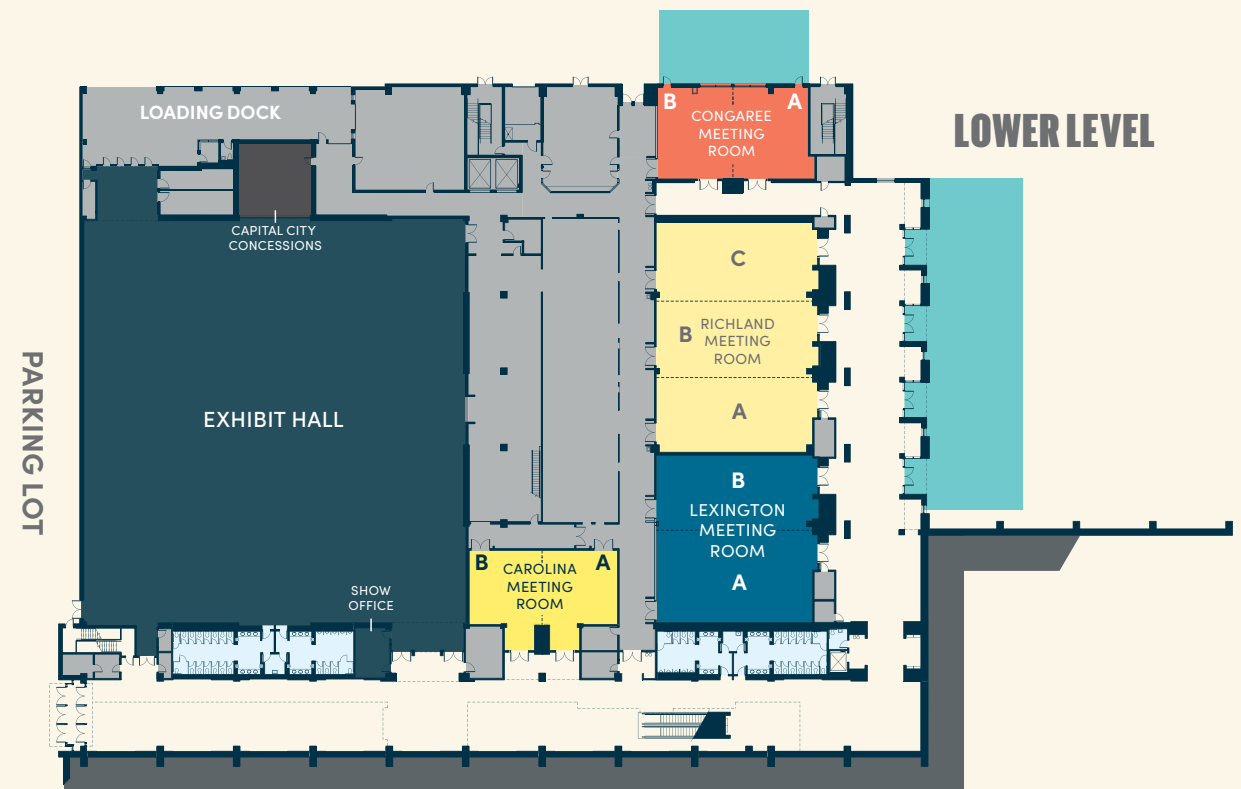 B
A
CONGAREE
MEETING
ROOM
LOADING DOCK
LOWER LEVEL
CAPITAL CITY
CONCESSIONS
C
B
RICHLAND
MEETING
ROOM
A
PARKING LOT
EXHIBIT HALL
B
LEXINGTON
MEETING
ROOM
A
B
A
CAROLINA
MEETING
ROOM
SHOW
OFFICE